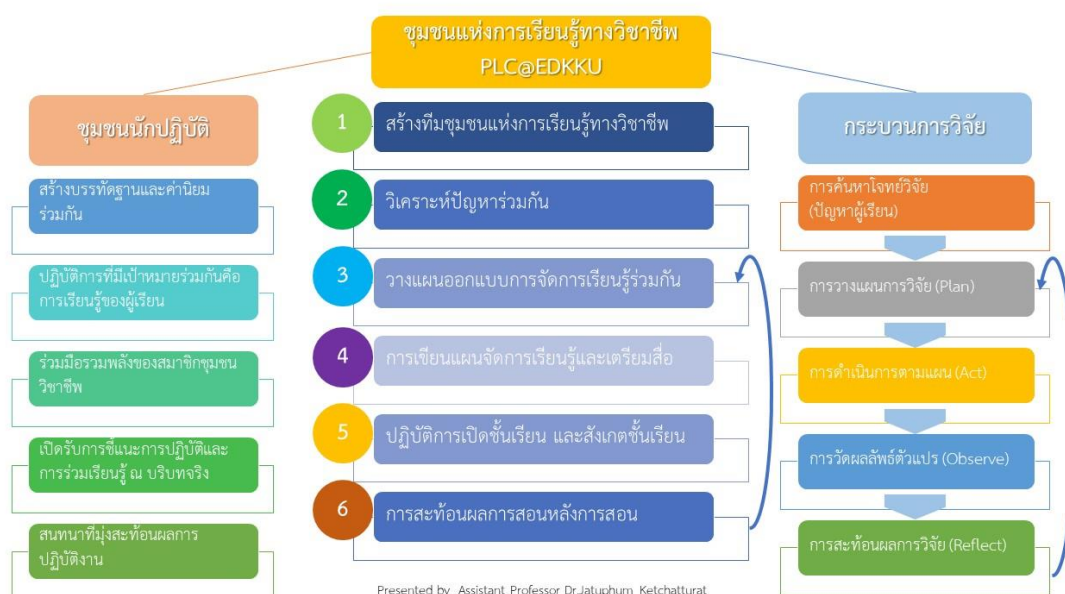 ชุมชนแห่งการเรียนรู้ทางวิชาชีพ
PLC@EDKKU
ชุมชนนักปฏิบัติ
สร้างบรรทัดฐานและค่านิยม
ร่วมกัน
ปฏิบัติการที่มีเป้าหมายร่วมกันคือ
การเรียนรู้ของผู้เรียน
ร่วมมือรวมพลังของสมาชิกชุมชน
วิชาชีพ
เปิดรับการชี้แนะการปฏิบัติและ
การร่วมเรียนรู้ ณ บริบทจริง
สนทนาที่มุ่งสะท้อนผลการ
ปฏิบัติงาน
1 สร้างทีมชุมชนแห่งการเรียนรู้ทางวิชาชีพ
2 วิเคราะห์ปัญหาร่วมกัน
3 วางแผนออกแบบการจัดการเรียนรู้ร่วมกัน
4 การเขียนแผนจัดการเรียนรู้และเตรียมสื่อ
5 ปฏิบัติการเปิดชั้นเรียน และสังเกตชั้นเรียน
6 การสะท้อนผลการสอนหลังการสอน
กระบวนการวิจัย
การค้นหาโจทย์วิจัย
(ปัญหาผู้เรียน)
การวางแผนการวิจัย (Plan)
การดำเนินการตามแผน (Act)
การวัดผลลัพธ์ตัวแปร (Observe)
การสะท้อนผลการวิจัย (Reflect)
Presented by Assistant Professor Dr.Jatuphum Ketchatturat